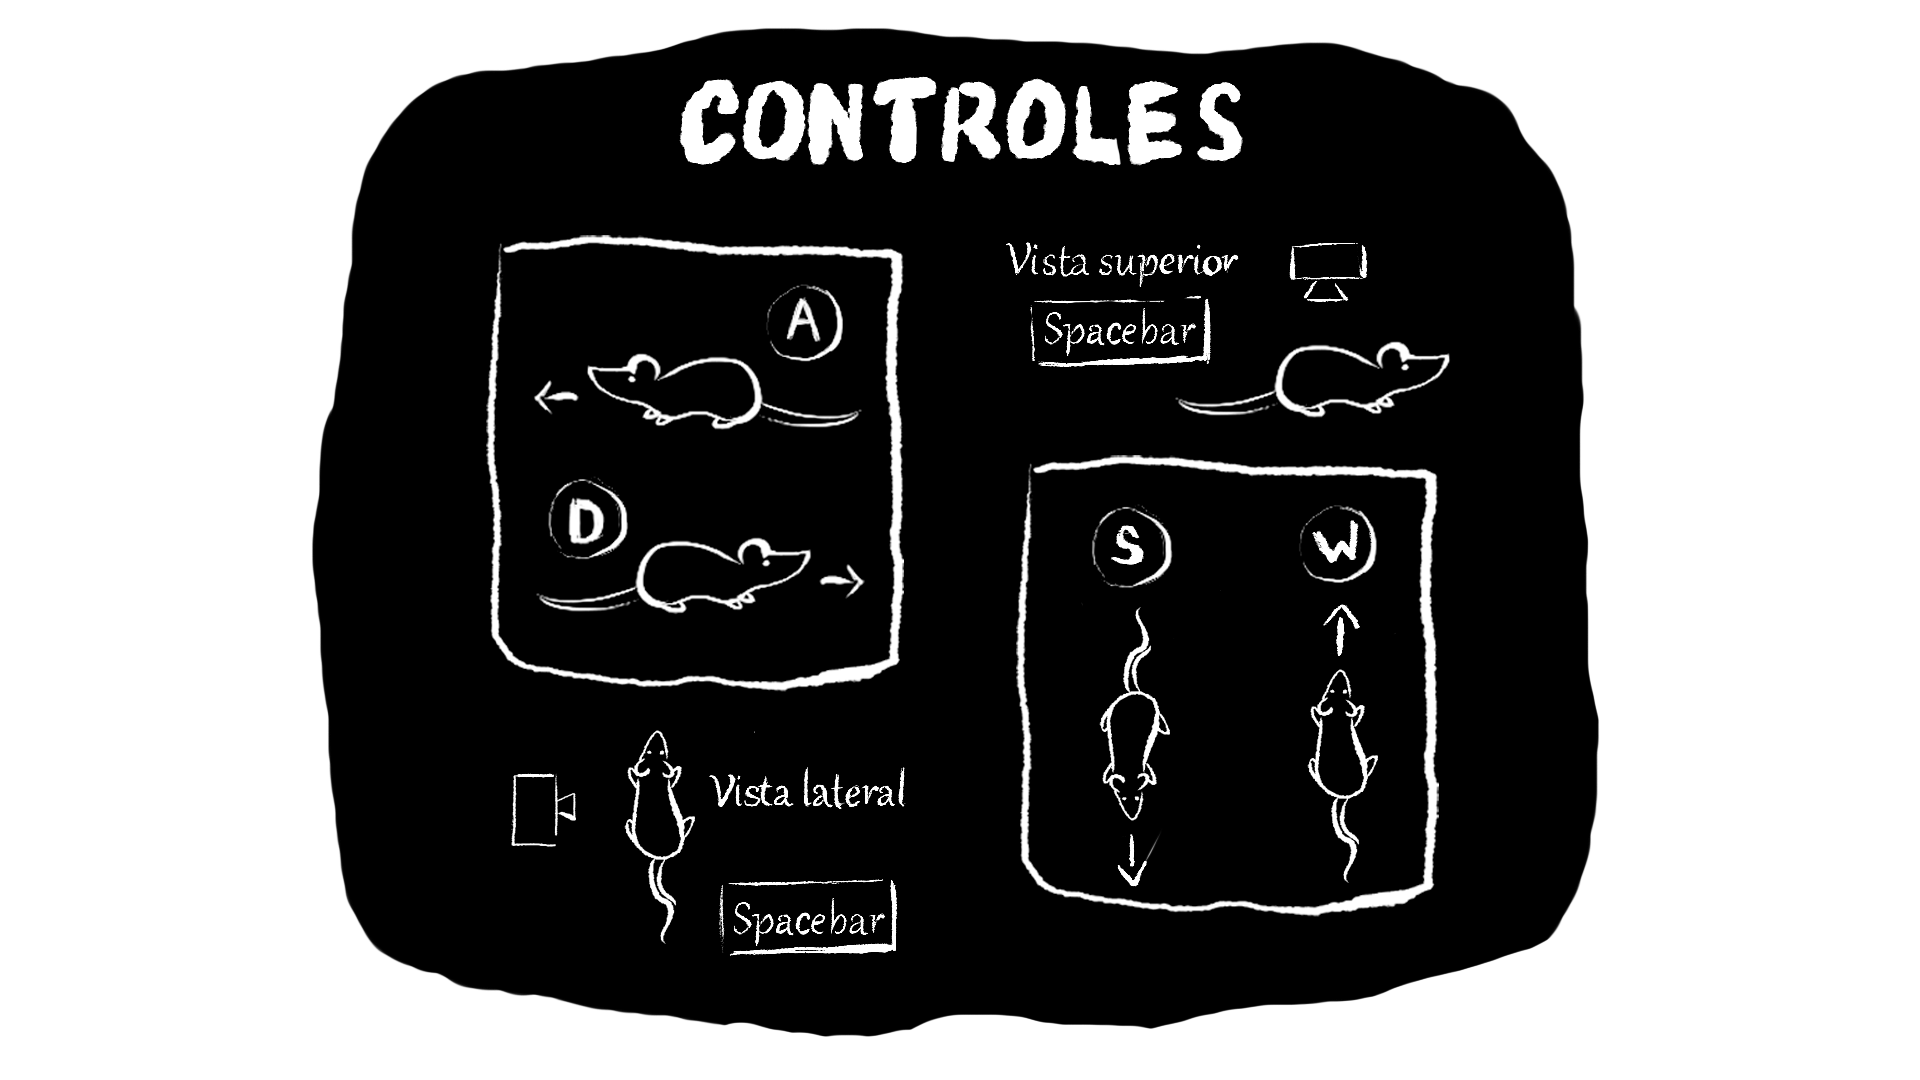 CONTROLES
A
D
Vista superior
Spacebar
S W
Vista lateral
Spacebar